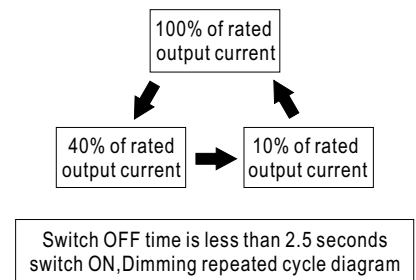 100% of rated
output current
40% of rated
output current
10% of rated
output current
Switch OFF time is less than 2.5 seconds
switch ON,Dimming repeated cycle diagram